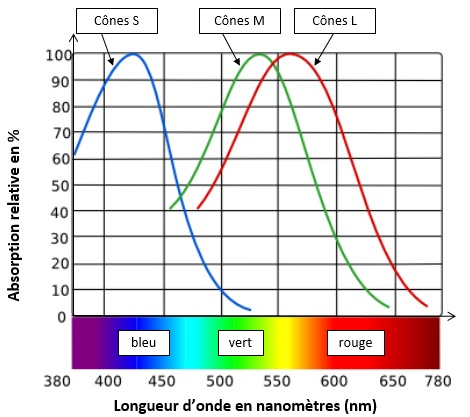 Cônes S
Cônes M
Cônes L
Absorption relative en %
100
90
80
70
60
50
40
30
20
10
0
bleu
vert
rouge
380 400 450 500 550 600 650 780
Longueur d’onde en nanomètres (nm)